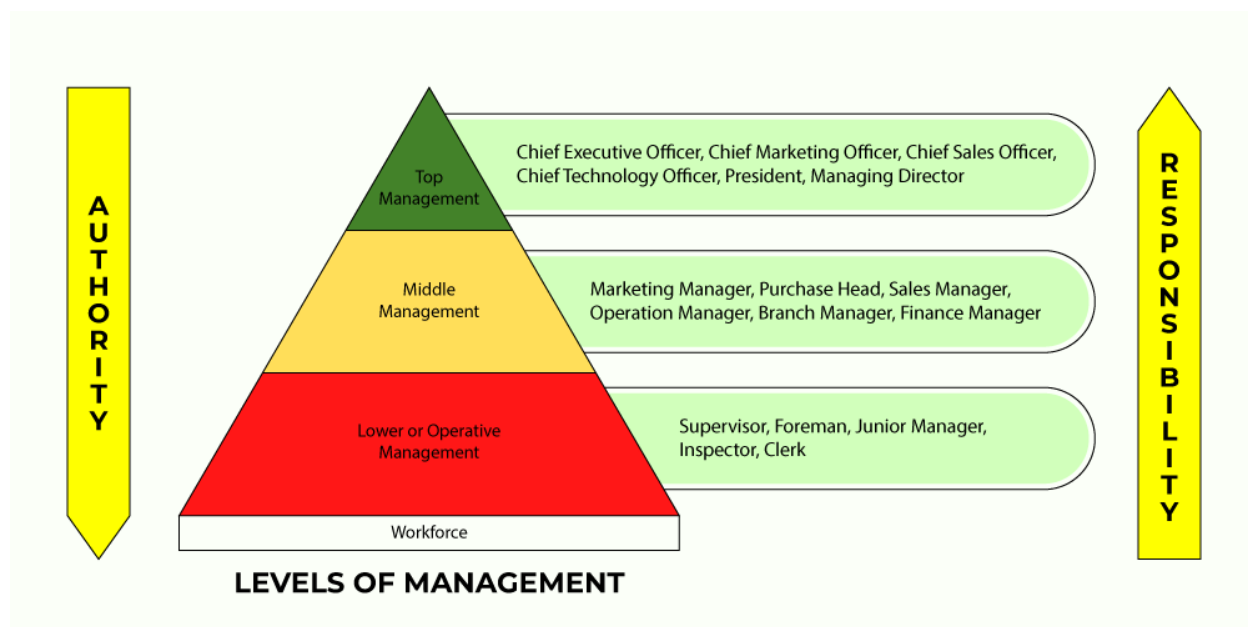 AUTHORITY
Top
Management
Chief Executive Officer, Chief Marketing Officer, Chief Sales Officer,
Chief Technology Officer, President, Managing Director
Middle
Management
Marketing Manager, Purchase Head, Sales Manager,
Operation Manager, Branch Manager, Finance Manager
Lower or Operative
Management
Supervisor, Foreman, Junior Manager,
Inspector, Clerk
Workforce
LEVELS OF MANAGEMENT
RESPONSIBILITY